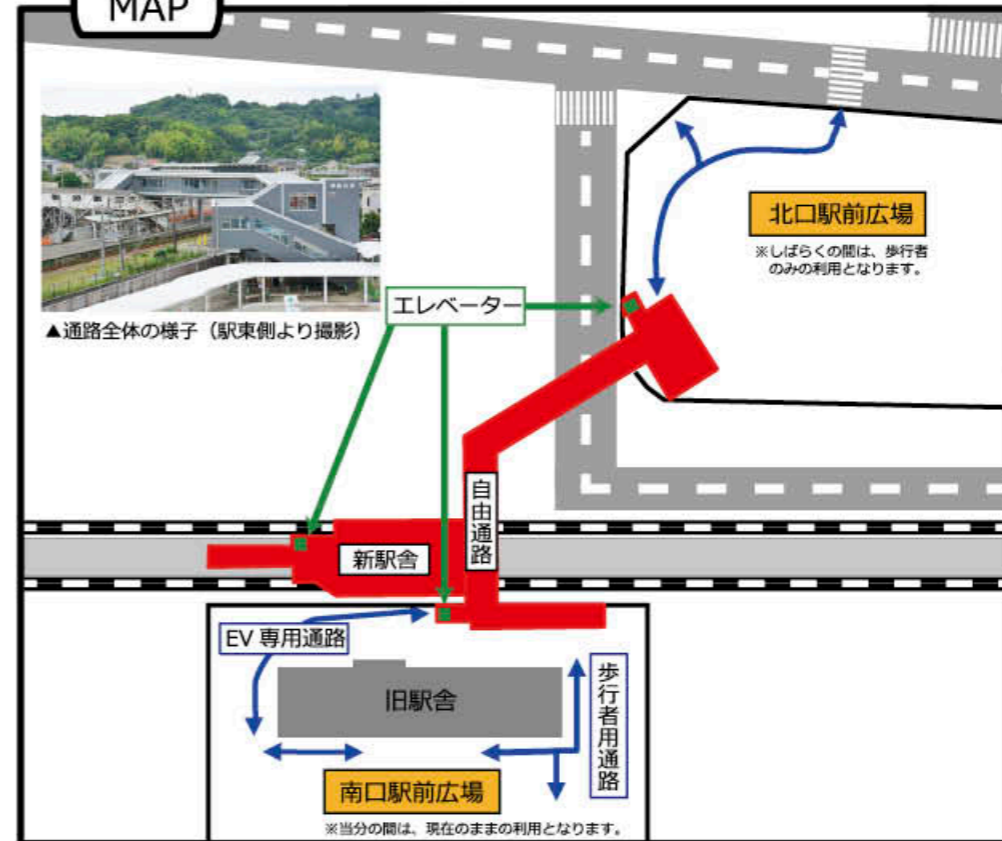 MAP
北口駅前広場
※しばらくの間は、歩行者
のみの利用となります。
エレベーター
▲通路全体の様子（駅東側より撮影）
自由通路
新駅舎
EV 専用通路
旧駅舎
歩行者用通路
南口駅前広場
※当分の間は、現在のままの利用となります。